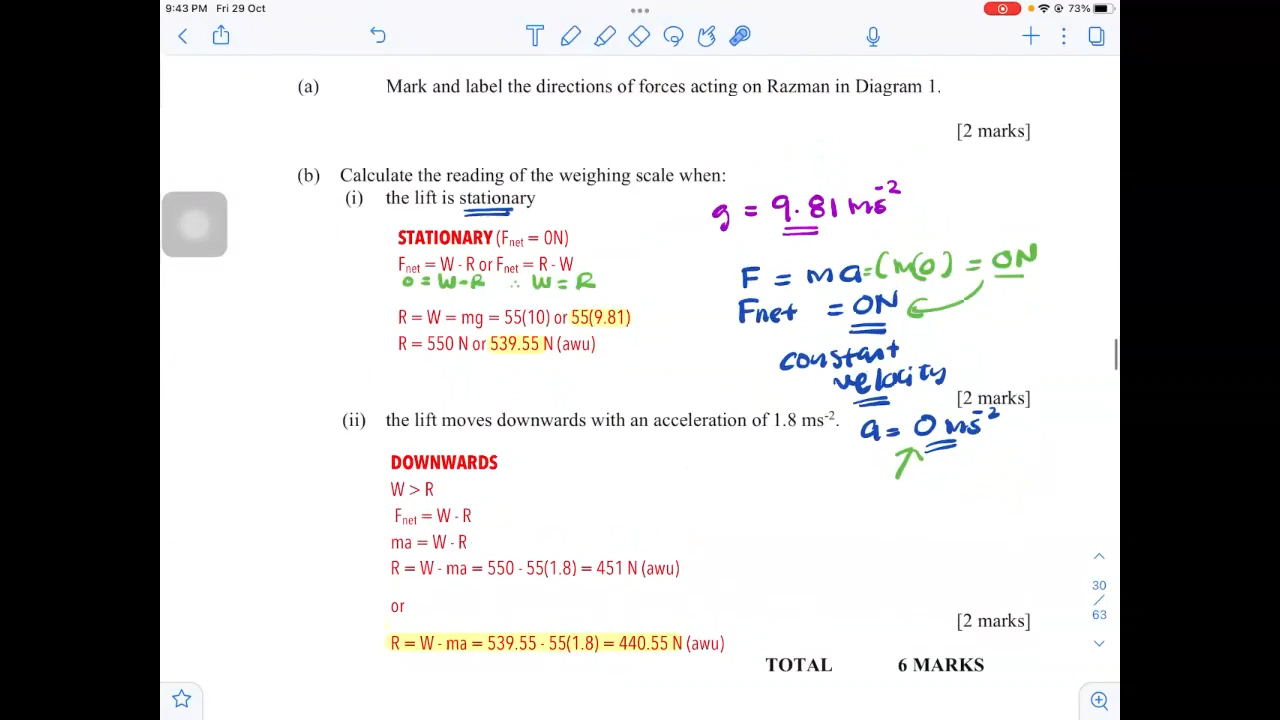 9:43 PM Fri 29 Oct
73%
(a) Mark and label the directions of forces acting on Razman in Diagram 1.
[2 marks]
(b) Calculate the reading of the weighing scale when:
(i) the lift is stationary
g = 9.81 ms⁻²
STATIONARY (Fnet = 0N)
Fnet = W - R or Fnet = R - W
0 = W-R ∴ W = R
F = ma = (m(0) = 0N
Fnet = 0N
R = W = mg = 55(10) or 55(9.81)
R = 550 N or 539.55 N (awu)
constant
velocity
[2 marks]
(ii) the lift moves downwards with an acceleration of 1.8 ms⁻².
a = 0 ms⁻²
DOWNWARDS
W > R
Fnet = W - R
ma = W - R
R = W - ma = 550 - 55(1.8) = 451 N (awu)
or
R = W - ma = 539.55 - 55(1.8) = 440.55 N (awu)
[2 marks]
TOTAL 6 MARKS
30
/
63